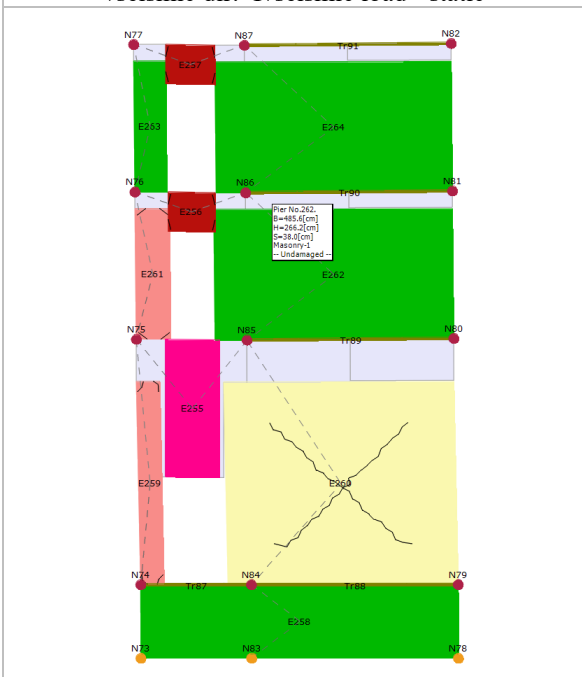 N77
N87
N82
Tr91
E257
E263
E264
N76
N86
N81
Tr90
E256
Pier No.262.
B=485.6[cm]
H=266.2[cm]
S=38.0[cm]
Masonry-1
-- Undamaged --
E261
E262
N75
N85
N80
Tr89
E255
E259
E260
N74
N84
N79
Tr87
Tr88
E258
N73
N83
N78